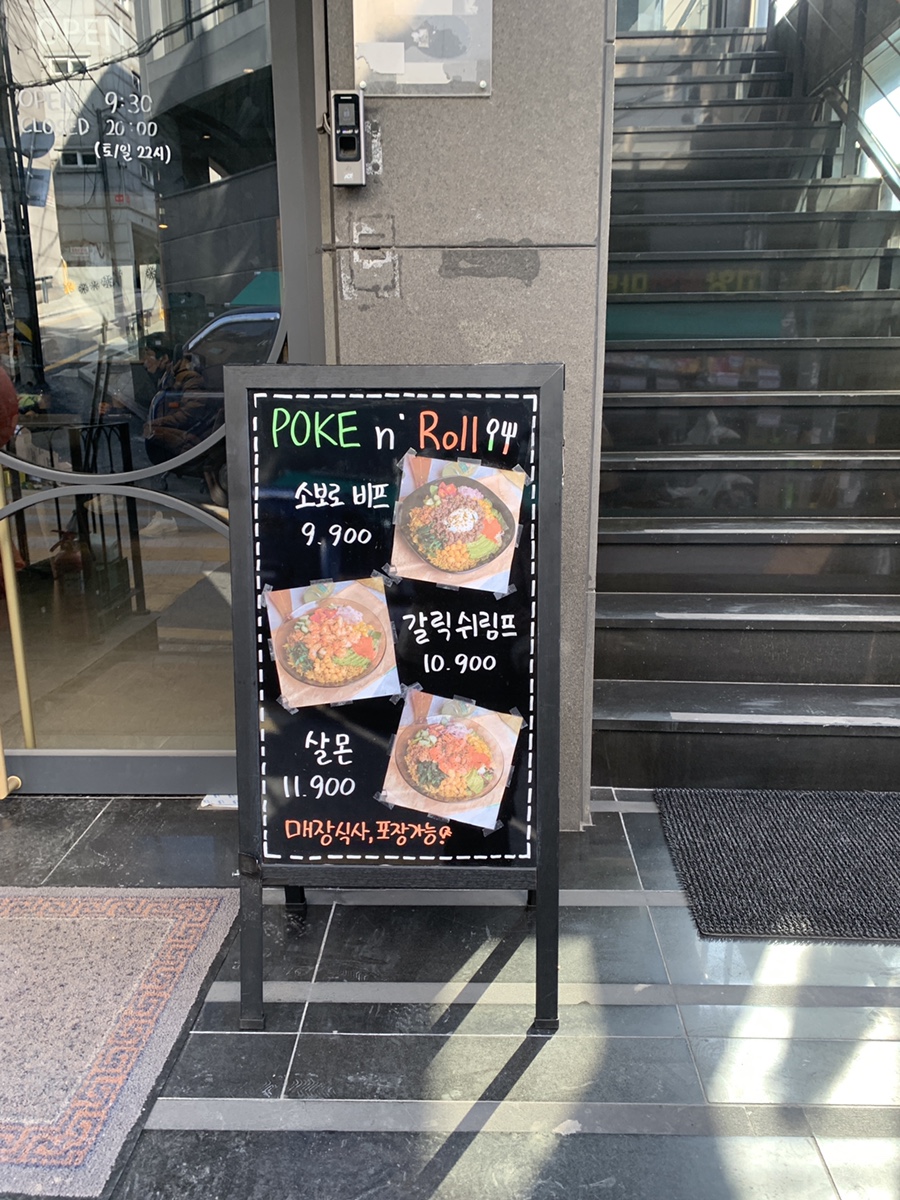 OPEN
OPEN 9:30
CLOSED 20:00
(토/일 22시)
POKE n' Roll
소보로 비프
9.900
갈릭 쉬림프
10.900
살몬
11.900
매장식사, 포장가능!